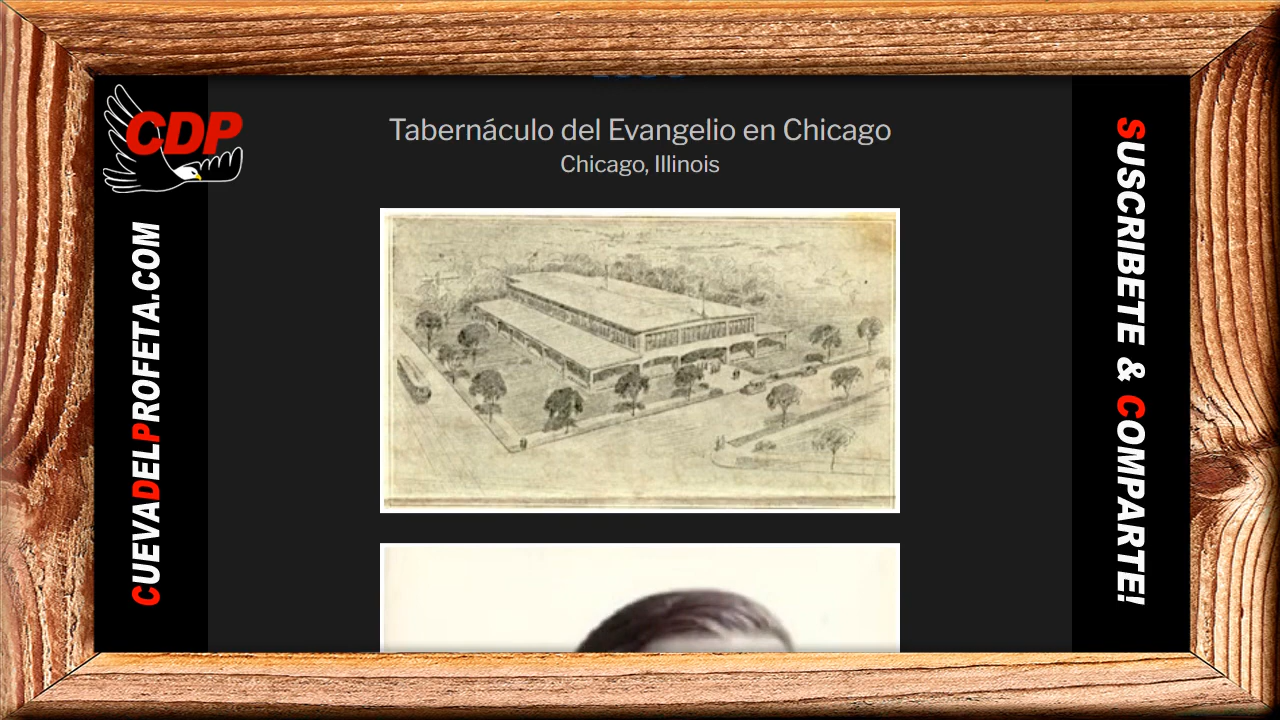 CDP
CUEVADELPROFETA.COM
Tabernáculo del Evangelio en Chicago
Chicago, Illinois
SUSCRIBETE & COMPARTE!